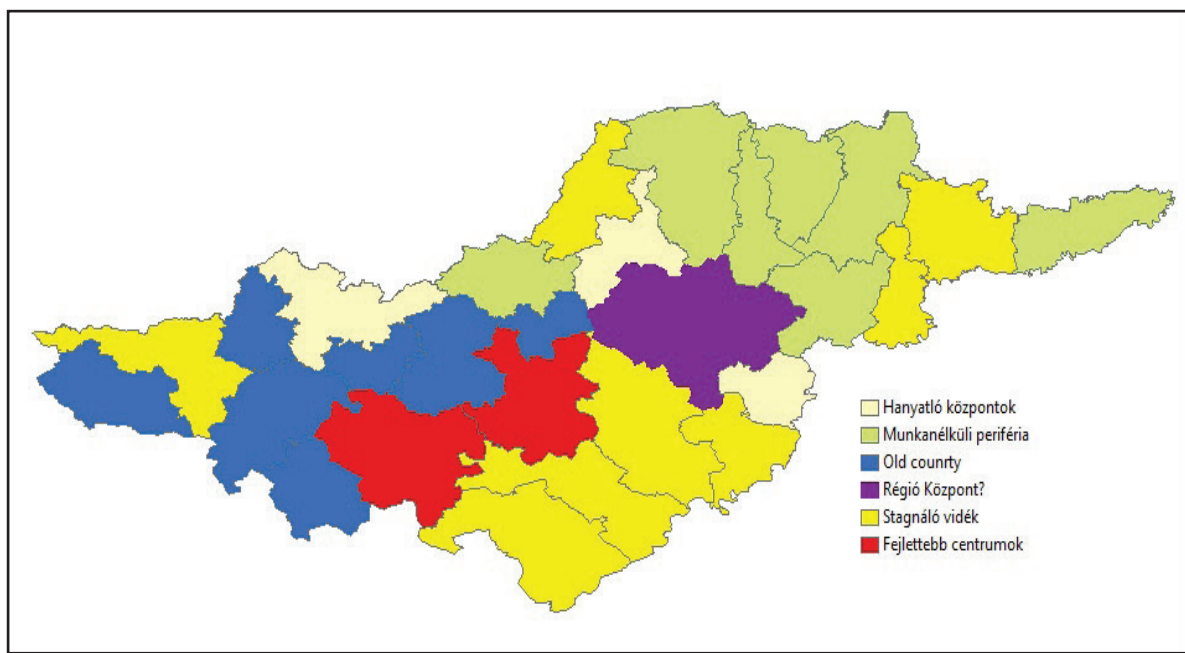 Hanyatló központok
Munkanélküli periféria
Old counrty
Régió Központ?
Stagnáló vidék
Fejlettebb centrumok